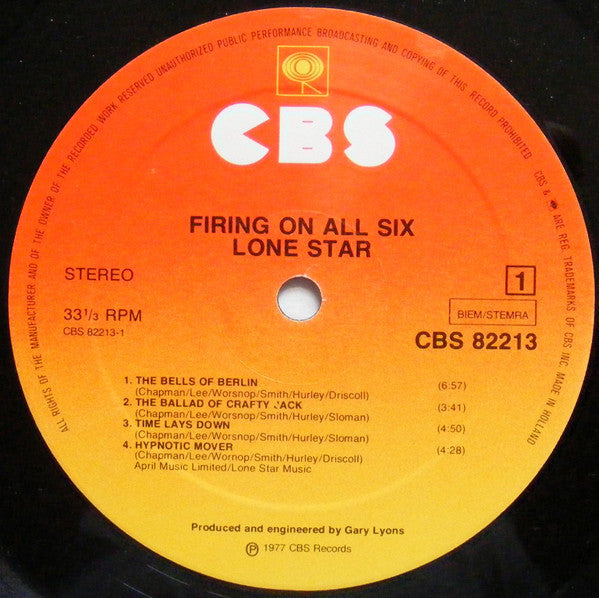 ALL RIGHTS OF THE MANUFACTURER AND OF THE OWNER OF THE RECORDED WORK RESERVED UNAUTHORIZED PUBLIC PERFORMANCE BROADCASTING AND COPYING OF THIS RECORD PROHIBITED CBS & ARE REG. TRADEMARKS OF CBS INC. MADE IN HOLLAND
CBS
FIRING ON ALL SIX
LONE STAR
STEREO
1
33 1/3 RPM
BIEM/STEMRA
CBS 82213-1
CBS 82213
1. THE BELLS OF BERLIN (6:57)
(Chapman/Lee/Worsnop/Smith/Hurley/Driscoll)
2. THE BALLAD OF CRAFTY JACK (3:41)
(Chapman/Lee/Worsnop/Smith/Hurley/Sloman)
3. TIME LAYS DOWN (4:50)
(Chapman/Lee/Worsnop/Smith/Hurley/Sloman)
4. HYPNOTIC MOVER (4:28)
(Chapman/Lee/Wornop/Smith/Hurley/Driscoll)
April Music Limited/Lone Star Music
Produced and engineered by Gary Lyons
℗ 1977 CBS Records